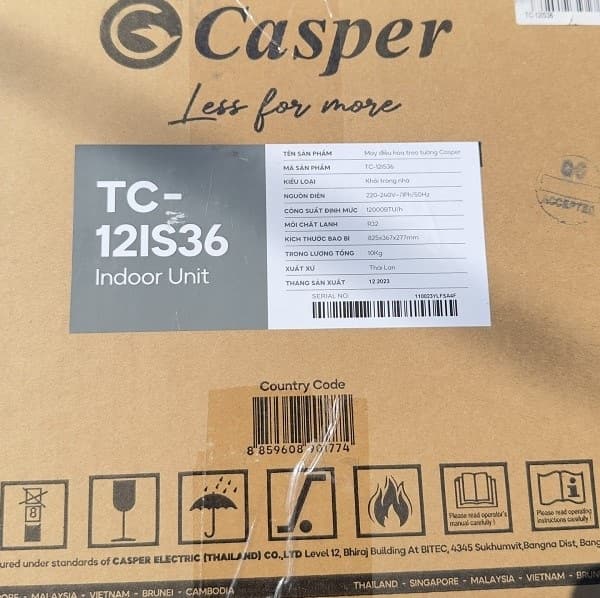 TC-12IS36
Casper
Less for more
TC-
12IS36
Indoor Unit
TÊN SẢN PHẨM Máy điều hòa treo tường Casper
MÃ SẢN PHẨM TC-12IS36
KIỂU LOẠI Khối trong nhà
NGUỒN ĐIỆN 220-240V~/1Ph/50Hz
CÔNG SUẤT ĐỊNH MỨC 12000BTU/h
MÔI CHẤT LẠNH R32
KÍCH THƯỚC BAO BÌ 825x367x277mm
TRỌNG LƯỢNG TỔNG 10Kg
XUẤT XỨ Thái Lan
THÁNG SẢN XUẤT 12.2023
SERIAL NO. 110023YLFSA4F
QC
ACCEPTED
Country Code
8 859608 901774
8
Please read operator's
manual carefully !
Please read operating
instructions carefully !
ured under standards of CASPER ELECTRIC (THAILAND) CO.,LTD Level 12, Bhiraj Building At BITEC, 4345 Sukhumvit,Bangna Dist, Bang
ORE - MALAYSIA - VIETNAM - BRUNEI - CAMBODIA THAILAND - SINGAPORE - MALAYSIA - VIETNAM - BRUNEI -